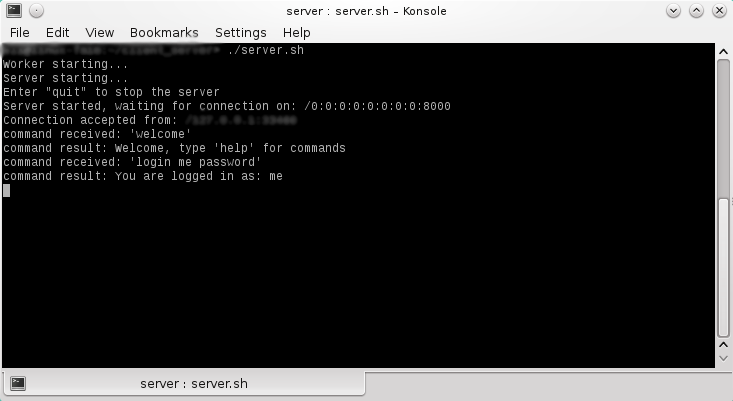 server : server.sh – Konsole
File Edit View Bookmarks Settings Help
./server.sh
Worker starting...
Server starting...
Enter "quit" to stop the server
Server started, waiting for connection on: /0:0:0:0:0:0:0:0:8000
Connection accepted from:
command received: 'welcome'
command result: Welcome, type 'help' for commands
command received: 'login me password'
command result: You are logged in as: me
server : server.sh